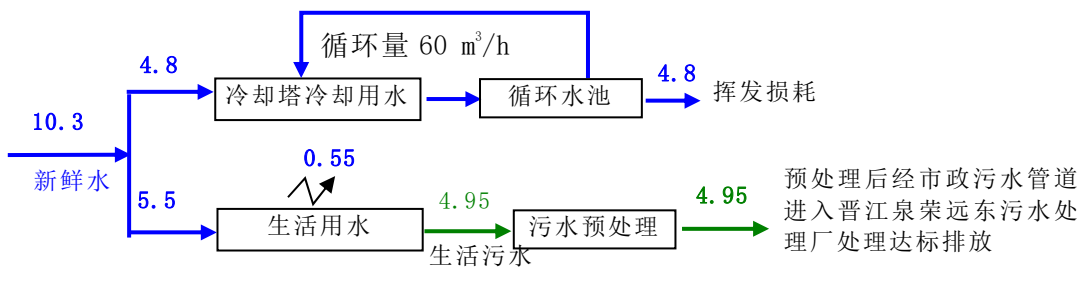 循环量 60 m³/h
4.8
冷却塔冷却用水
循环水池
4.8
挥发损耗
10.3
新鲜水
0.55
5.5
生活用水
4.95
生活污水
污水预处理
4.95
预处理后经市政污水管道
进入晋江泉荣远东污水处
理厂处理达标排放